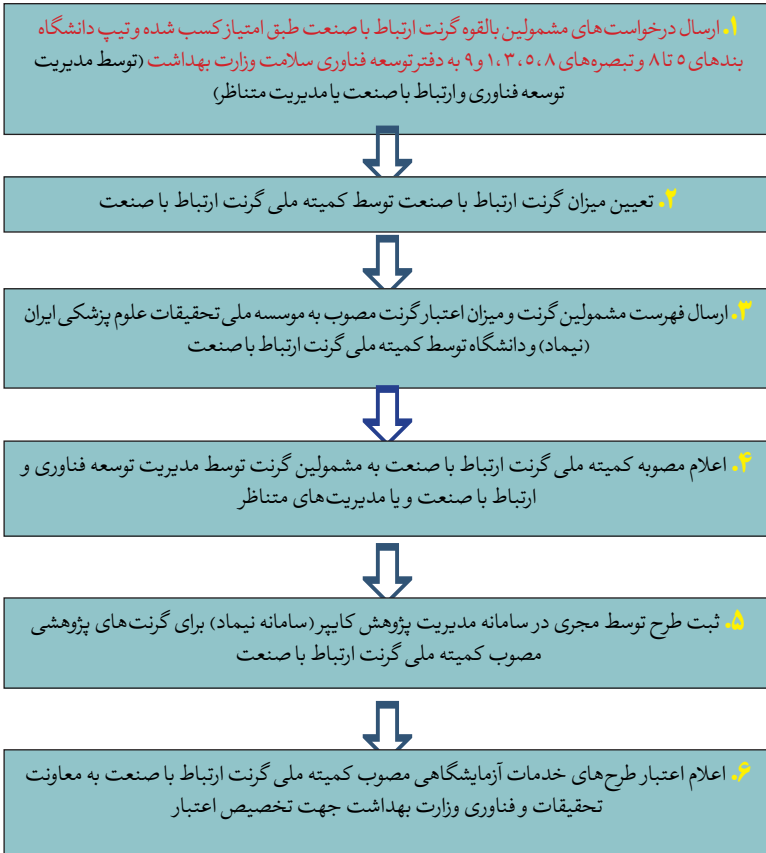 ۱. ارسال درخواست‌های مشمولین بالقوه گرنت ارتباط با صنعت طبق امتیاز کسب شده و تیپ دانشگاه
بندهای ۵ تا ۸ و تبصره‌های ۱، ۳، ۵، ۸ و ۹ به دفتر توسعه فناوری سلامت وزارت بهداشت (توسط مدیریت
توسعه فناوری و ارتباط با صنعت یا مدیریت متناظر)
۲. تعیین میزان گرنت ارتباط با صنعت توسط کمیته ملی گرنت ارتباط با صنعت
۳. ارسال فهرست مشمولین گرنت و میزان اعتبار گرنت مصوب به موسسه ملی تحقیقات علوم پزشکی ایران
(نیماد) و دانشگاه توسط کمیته ملی گرنت ارتباط با صنعت
۴. اعلام مصوبه کمیته ملی گرنت ارتباط با صنعت به مشمولین گرنت توسط مدیریت توسعه فناوری و
ارتباط با صنعت و یا مدیریت‌های متناظر
۵. ثبت طرح توسط مجری در سامانه مدیریت پژوهش کایپر (سامانه نیماد) برای گرنت‌های پژوهشی
مصوب کمیته ملی گرنت ارتباط با صنعت
۶. اعلام اعتبار طرح‌های خدمات آزمایشگاهی مصوب کمیته ملی گرنت ارتباط با صنعت به معاونت
تحقیقات و فناوری وزارت بهداشت جهت تخصیص اعتبار